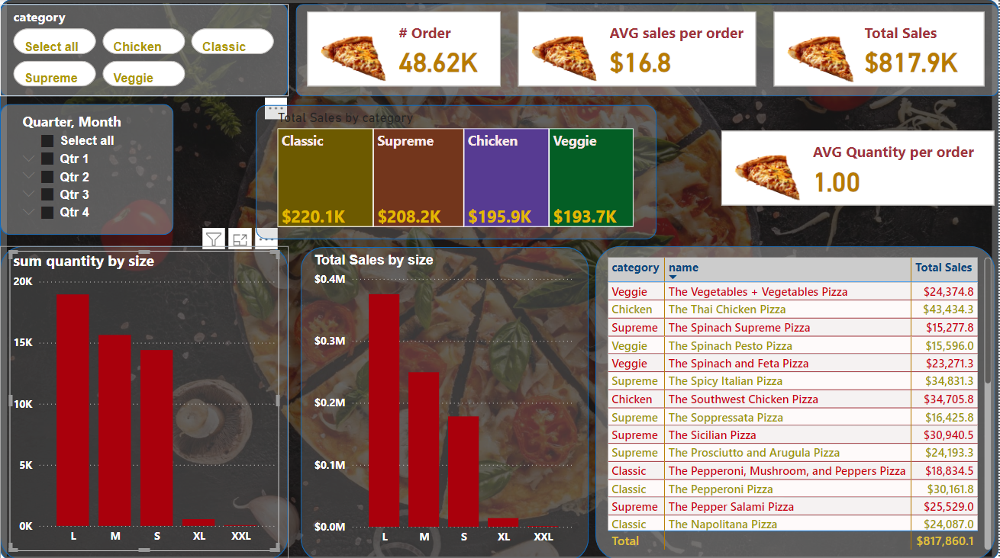 category
Select all
Chicken
Classic
Supreme
Veggie
# Order
48.62K
AVG sales per order
$16.8
Total Sales
$817.9K
Quarter, Month
Select all
Qtr 1
Qtr 2
Qtr 3
Qtr 4
Total Sales by category
Classic
$220.1K
Supreme
$208.2K
Chicken
$195.9K
Veggie
$193.7K
AVG Quantity per order
1.00
sum quantity by size
20K
15K
10K
5K
0K
L M S XL XXL
Total Sales by size
$0.4M
$0.3M
$0.2M
$0.1M
$0.0M
L M S XL XXL
category name Total Sales
Veggie The Vegetables + Vegetables Pizza $24,374.8
Chicken The Thai Chicken Pizza $43,434.3
Supreme The Spinach Supreme Pizza $15,277.8
Veggie The Spinach Pesto Pizza $15,596.0
Veggie The Spinach and Feta Pizza $23,271.3
Supreme The Spicy Italian Pizza $34,831.3
Chicken The Southwest Chicken Pizza $34,705.8
Supreme The Soppressata Pizza $16,425.8
Supreme The Sicilian Pizza $30,940.5
Supreme The Prosciutto and Arugula Pizza $24,193.3
Classic The Pepperoni, Mushroom, and Peppers Pizza $18,834.5
Classic The Pepperoni Pizza $30,161.8
Supreme The Pepper Salami Pizza $25,529.0
Classic The Napolitana Pizza $24,087.0
Total $817,860.1